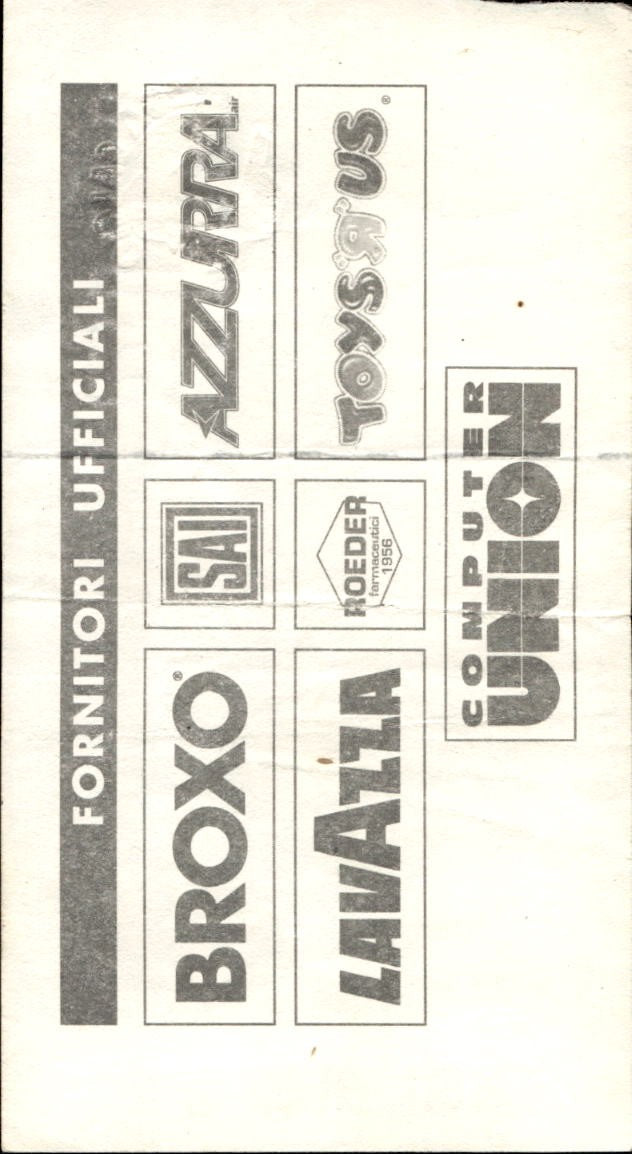 FORNITORI UFFICIALI
BROXO®
SAI
AZZURRA air
LAVAZZA
ROEDER
farmaceutici
1956
TOYS "R" US®
COMPUTER
UNION